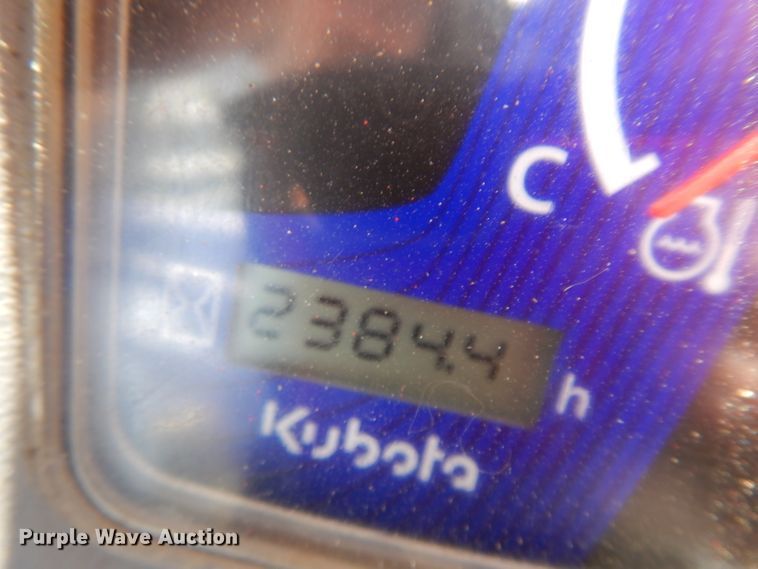 C
2384.4 h
Kubota
Purple Wave Auction